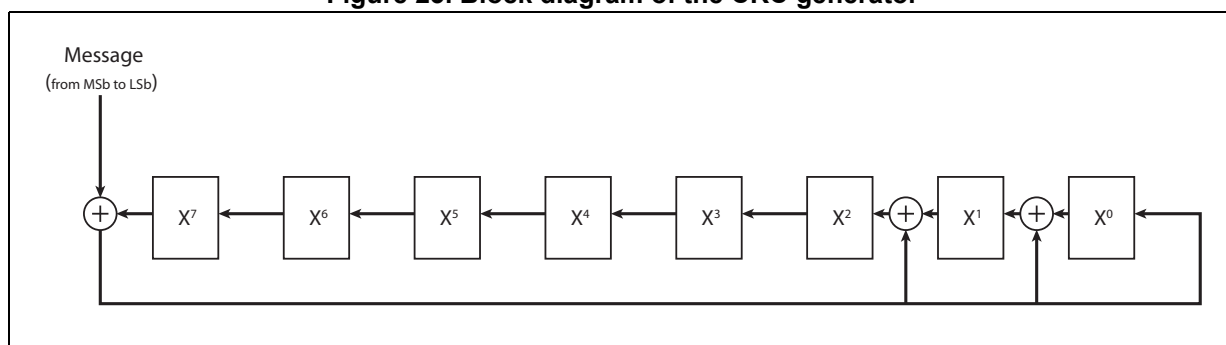 Figure 25. Block diagram of the CRC generator
Message
(from MSb to LSb)
X⁷ X⁶ X⁵ X⁴ X³ X² X¹ X⁰